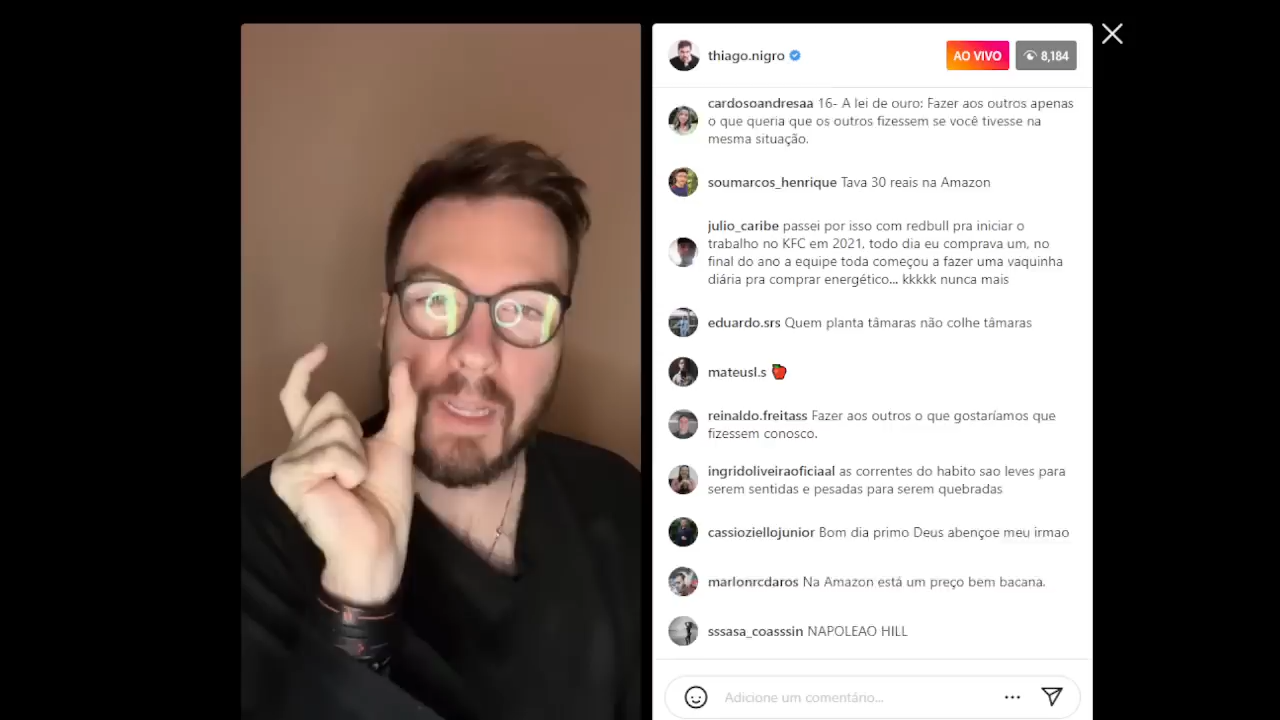 thiago.nigro
AO VIVO
8,184
cardosoandresaa 16- A lei de ouro: Fazer aos outros apenas
o que queria que os outros fizessem se você tivesse na
mesma situação.
soumarcos_henrique Tava 30 reais na Amazon
julio_caribe passei por isso com redbull pra iniciar o
trabalho no KFC em 2021, todo dia eu comprava um, no
final do ano a equipe toda começou a fazer uma vaquinha
diária pra comprar energético... kkkkk nunca mais
eduardo.srs Quem planta tâmaras não colhe tâmaras
mateusl.s 🍎
reinaldo.freitass Fazer aos outros o que gostaríamos que
fizessem conosco.
ingridoliveiraoficiaal as correntes do habito sao leves para
serem sentidas e pesadas para serem quebradas
cassioziellojunior Bom dia primo Deus abençoe meu irmao
marlonrcdaros Na Amazon está um preço bem bacana.
sssasa_coasssin NAPOLEAO HILL
Adicione um comentário...